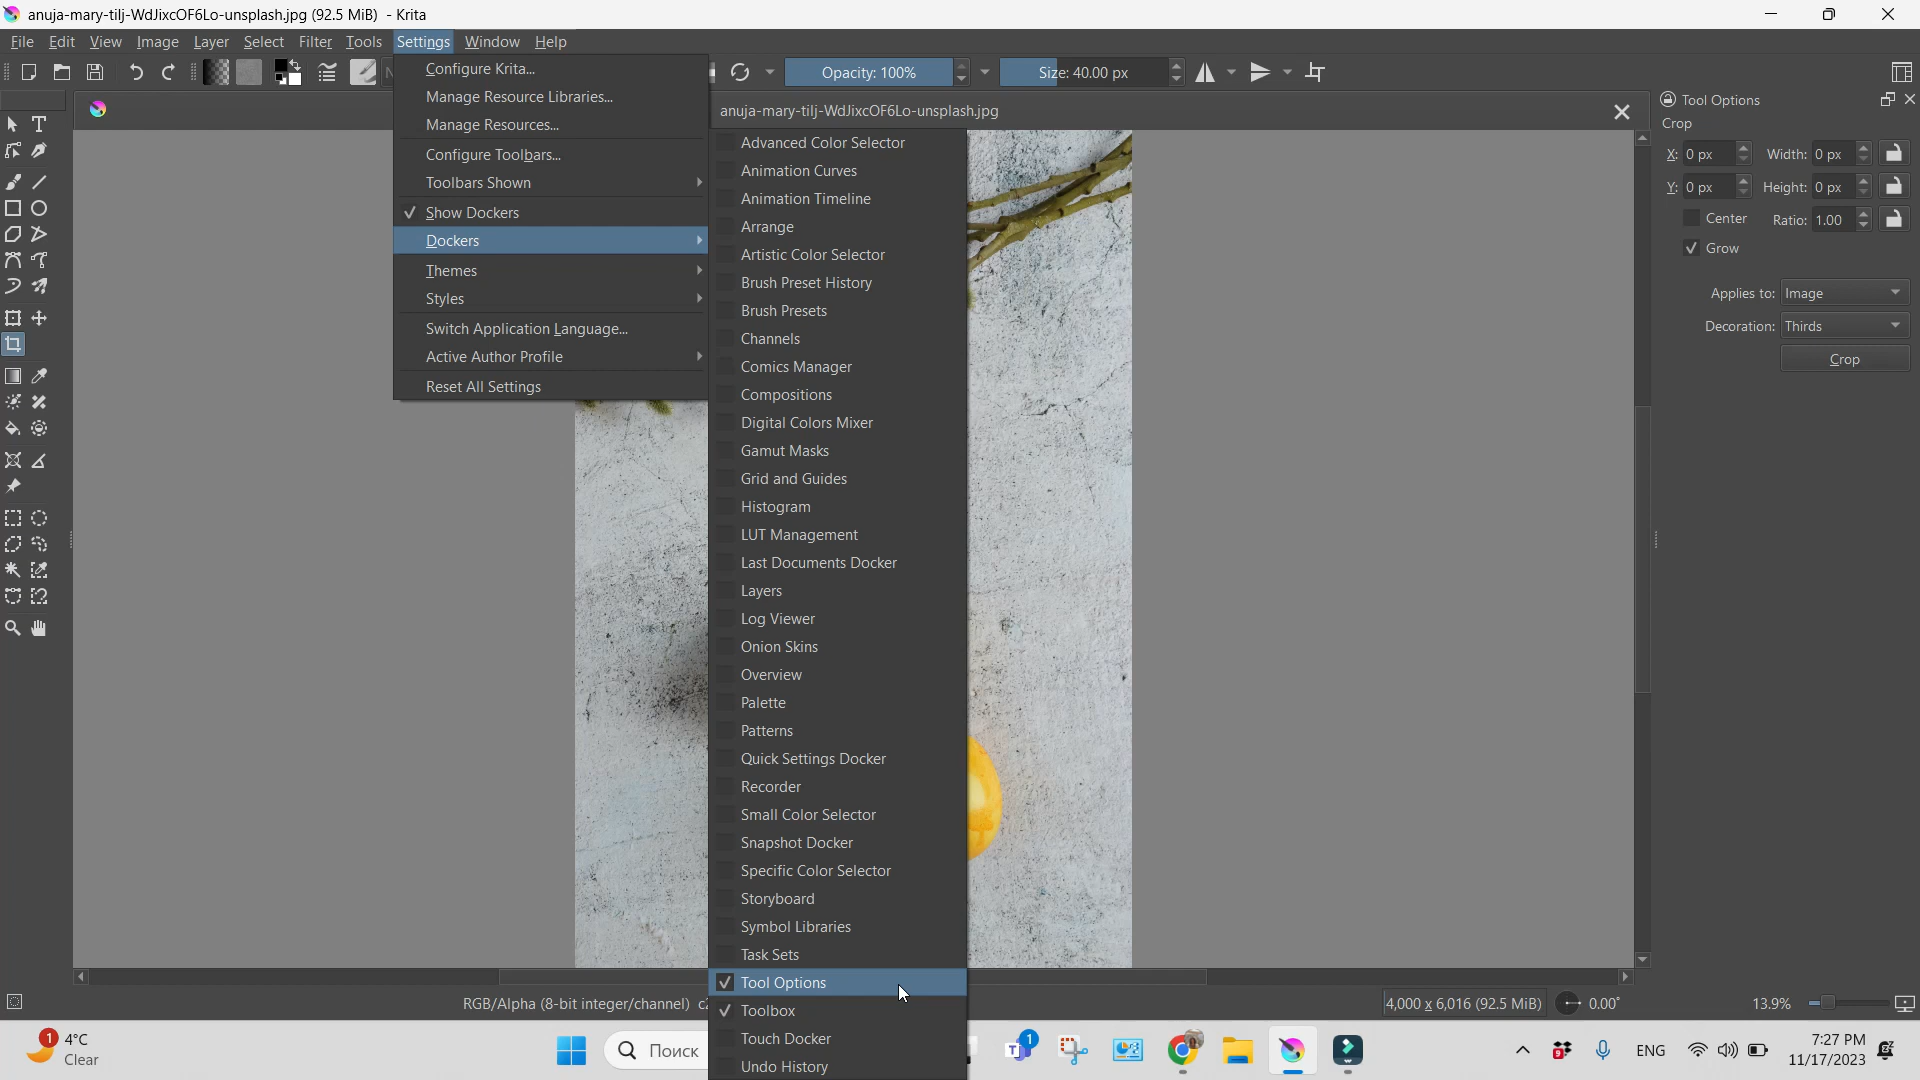 anuja-mary-tilj-WdJixcOF6Lo-unsplash.jpg (92.5 MiB) - Krita
File Edit View Image Layer Select Filter Tools Settings Window Help
Opacity: 100% Size: 40.00 px
anuja-mary-tilj-WdJixcOF6Lo-unsplash.jpg
Configure Krita...
Manage Resource Libraries...
Manage Resources...
Configure Toolbars...
Toolbars Shown
Show Dockers
Dockers
Themes
Styles
Switch Application Language...
Active Author Profile
Reset All Settings
Advanced Color Selector
Animation Curves
Animation Timeline
Arrange
Artistic Color Selector
Brush Preset History
Brush Presets
Channels
Comics Manager
Compositions
Digital Colors Mixer
Gamut Masks
Grid and Guides
Histogram
LUT Management
Last Documents Docker
Layers
Log Viewer
Onion Skins
Overview
Palette
Patterns
Quick Settings Docker
Recorder
Small Color Selector
Snapshot Docker
Specific Color Selector
Storyboard
Symbol Libraries
Task Sets
Tool Options
Toolbox
Touch Docker
Undo History
Tool Options
Crop
X: 0 px Width: 0 px
Y: 0 px Height: 0 px
Center Ratio: 1.00
Grow
Applies to: Image
Decoration: Thirds
Crop
RGB/Alpha (8-bit integer/channel)
4,000 x 6,016 (92.5 MiB) 0.00° 13.9%
1 4°C
Clear
Поиск
1
9
ENG
7:27 PM
11/17/2023